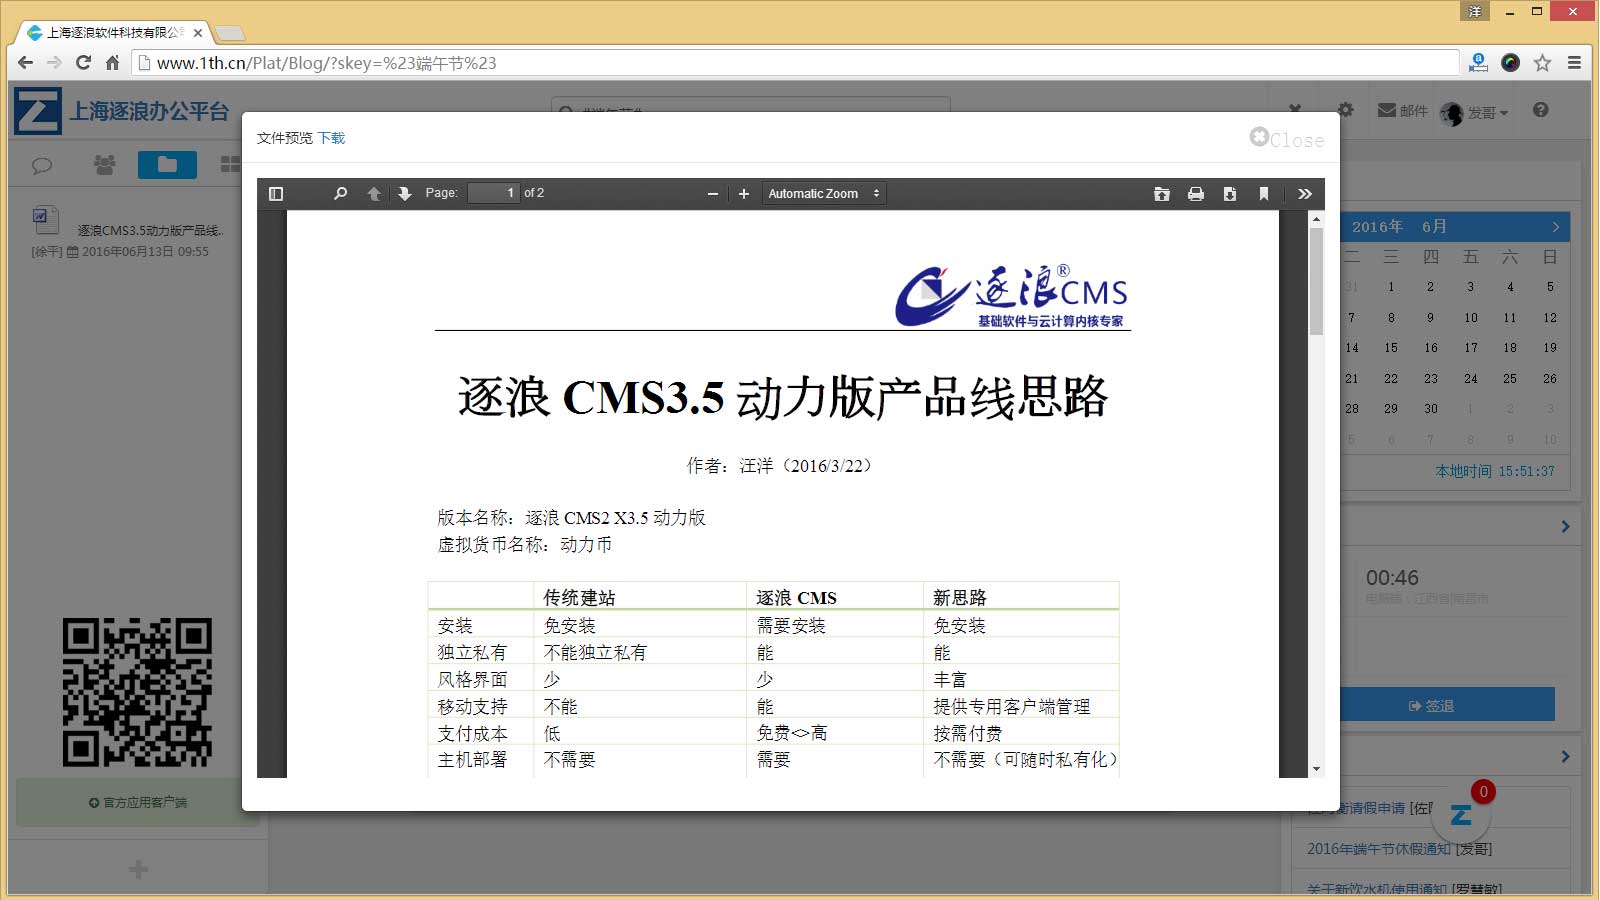 洋
上海逐浪软件科技有限公司
www.1th.cn/Plat/Blog/?skey=%23端午节%23
上海逐浪办公平台
#端午节#
邮件
发哥
文件预览 下载
Close
Page: 1 of 2
Automatic Zoom
逐浪CMS3.5动力版产品线..
[徐平] 2016年06月13日 09:55
官方应用客户端
逐浪®CMS
基础软件与云计算内核专家
逐浪 CMS3.5 动力版产品线思路
作者：汪洋（2016/3/22）
版本名称：逐浪 CMS2 X3.5 动力版
虚拟货币名称：动力币
传统建站 逐浪 CMS 新思路
安装 免安装 需要安装 免安装
独立私有 不能独立私有 能 能
风格界面 少 少 丰富
移动支持 不能 能 提供专用客户端管理
支付成本 低 免费<>高 按需付费
主机部署 不需要 需要 不需要（可随时私有化）
2016年 6月
二 三 四 五 六 日
31 1 2 3 4 5
7 8 9 10 11 12
14 15 16 17 18 19
21 22 23 24 25 26
28 29 30 1 2 3
5 6 7 8 9 10
本地时间 15:51:37
00:46
电脑端：江西省|南昌市
签退
0
请假申请 [佐
2016年端午节休假通知 [发哥]
关于新饮水机使用通知 [罗慧敏]